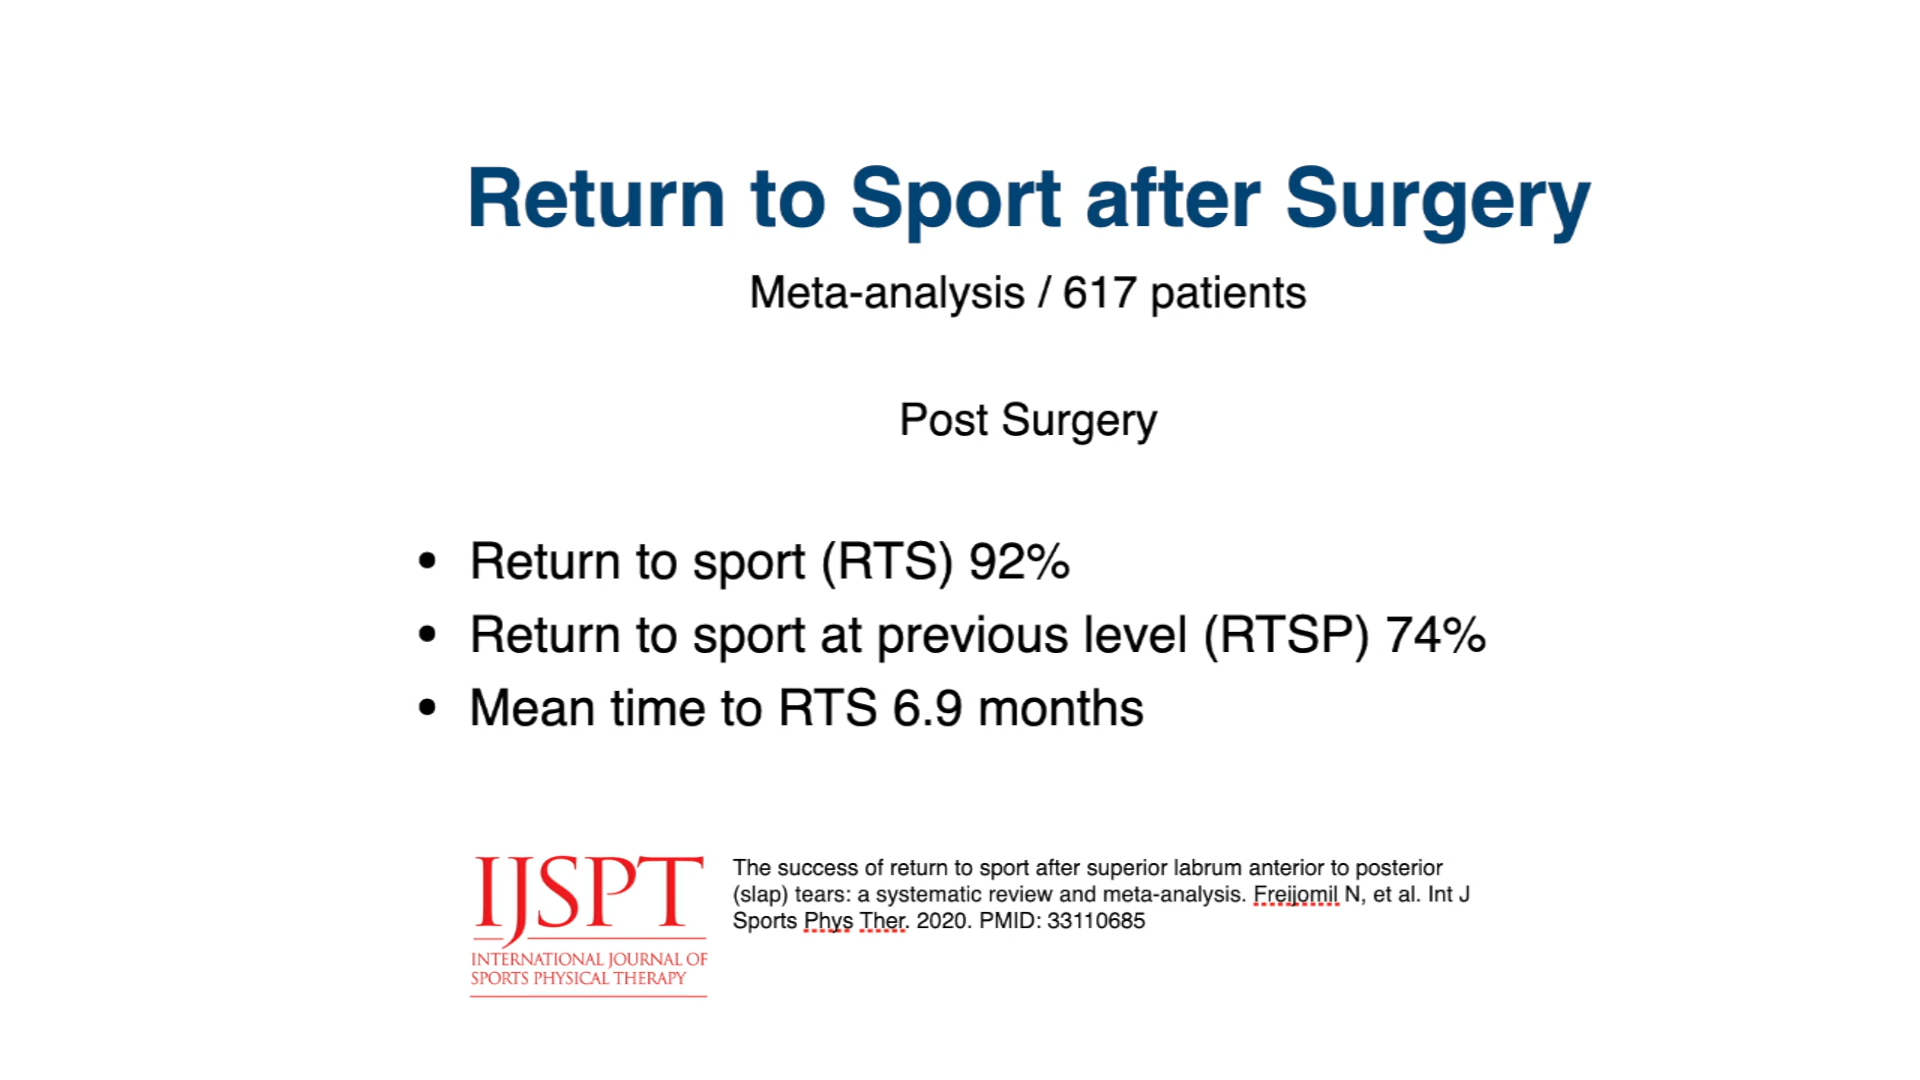 Return to Sport after Surgery
Meta-analysis / 617 patients
Post Surgery
• Return to sport (RTS) 92%
• Return to sport at previous level (RTSP) 74%
• Mean time to RTS 6.9 months
IJSPT
INTERNATIONAL JOURNAL OF
SPORTS PHYSICAL THERAPY
The success of return to sport after superior labrum anterior to posterior
(slap) tears: a systematic review and meta-analysis. Freijomil N, et al. Int J
Sports Phys Ther. 2020. PMID: 33110685